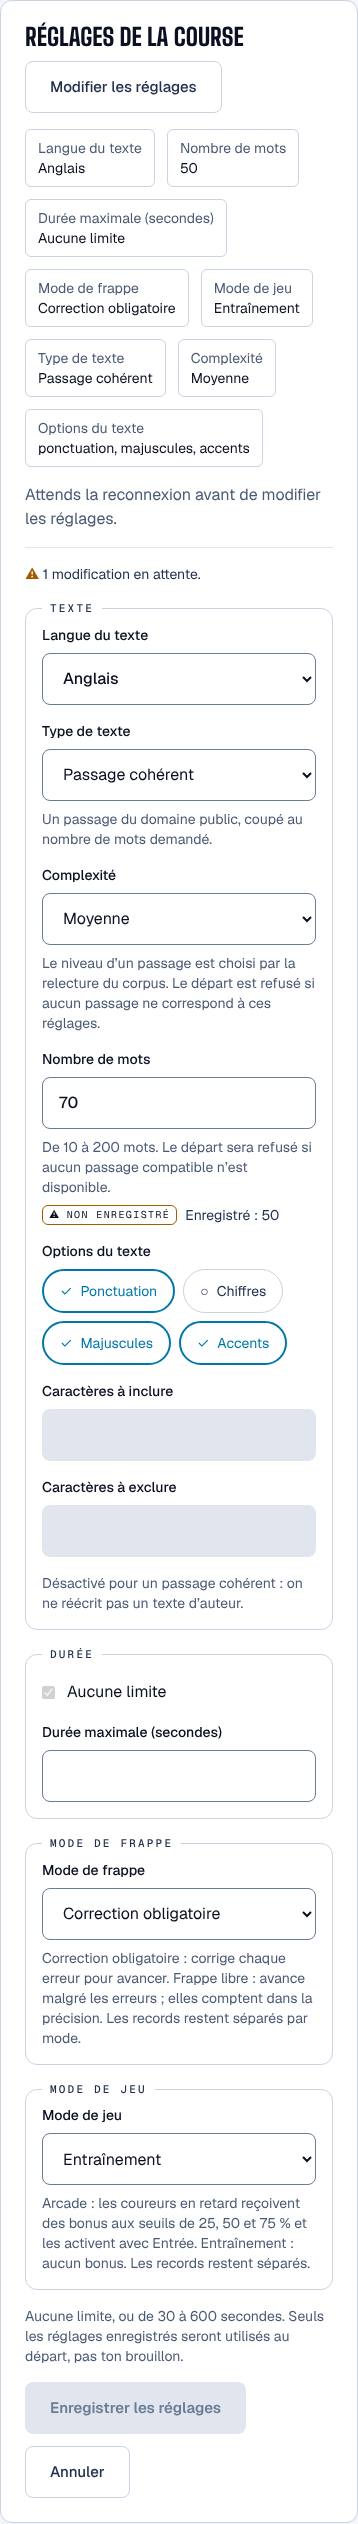 RÉGLAGES DE LA COURSE
Modifier les réglages
Langue du texte
Anglais
Nombre de mots
50
Durée maximale (secondes)
Aucune limite
Mode de frappe
Correction obligatoire
Mode de jeu
Entraînement
Type de texte
Passage cohérent
Complexité
Moyenne
Options du texte
ponctuation, majuscules, accents
Attends la reconnexion avant de modifier
les réglages.
1 modification en attente.
TEXTE
Langue du texte
Anglais
Type de texte
Passage cohérent
Un passage du domaine public, coupé au
nombre de mots demandé.
Complexité
Moyenne
Le niveau d’un passage est choisi par la
relecture du corpus. Le départ est refusé si
aucun passage ne correspond à ces
réglages.
Nombre de mots
70
De 10 à 200 mots. Le départ sera refusé si
aucun passage compatible n’est
disponible.
NON ENREGISTRÉ Enregistré : 50
Options du texte
✓ Ponctuation
○ Chiffres
✓ Majuscules
✓ Accents
Caractères à inclure
Caractères à exclure
Désactivé pour un passage cohérent : on
ne réécrit pas un texte d’auteur.
DURÉE
Aucune limite
Durée maximale (secondes)
MODE DE FRAPPE
Mode de frappe
Correction obligatoire
Correction obligatoire : corrige chaque
erreur pour avancer. Frappe libre : avance
malgré les erreurs ; elles comptent dans la
précision. Les records restent séparés par
mode.
MODE DE JEU
Mode de jeu
Entraînement
Arcade : les coureurs en retard reçoivent
des bonus aux seuils de 25, 50 et 75 % et
les activent avec Entrée. Entraînement :
aucun bonus. Les records restent séparés.
Aucune limite, ou de 30 à 600 secondes. Seuls
les réglages enregistrés seront utilisés au
départ, pas ton brouillon.
Enregistrer les réglages
Annuler